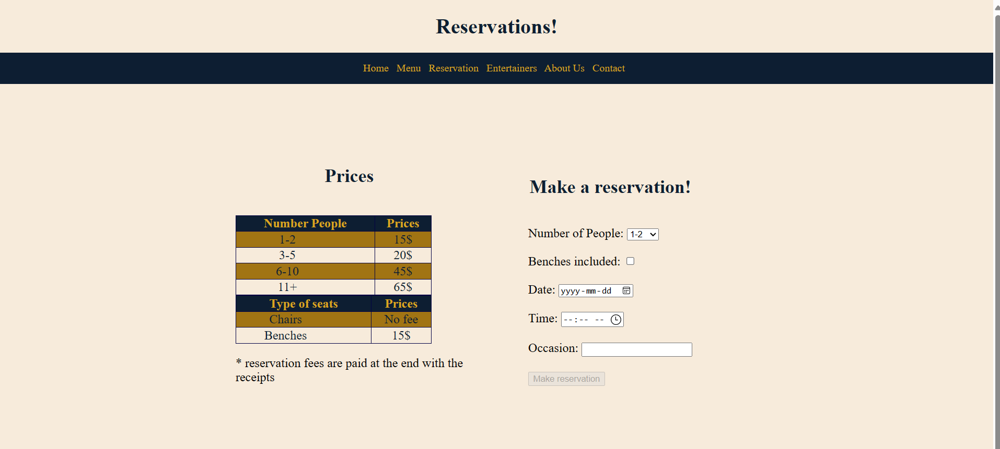 Reservations!
Home Menu Reservation Entertainers About Us Contact
Prices
Number People Prices
1-2 15$
3-5 20$
6-10 45$
11+ 65$
Type of seats Prices
Chairs No fee
Benches 15$
* reservation fees are paid at the end with the
receipts
Make a reservation!
Number of People: 1-2
Benches included:
Date: yyyy-mm-dd
Time: --:-- --
Occasion:
Make reservation